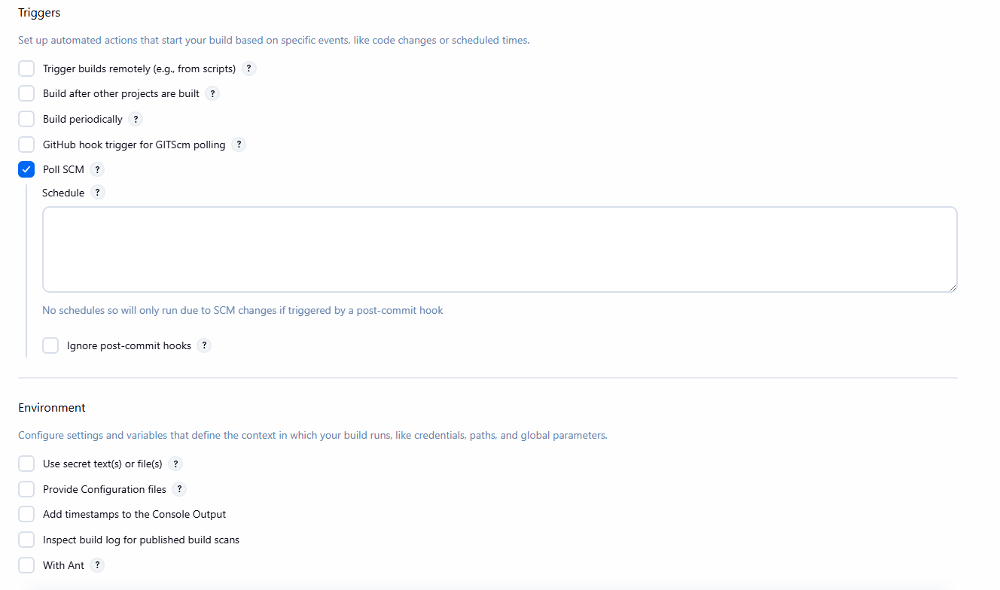 Triggers
Set up automated actions that start your build based on specific events, like code changes or scheduled times.
Trigger builds remotely (e.g., from scripts) ?
Build after other projects are built ?
Build periodically ?
GitHub hook trigger for GITScm polling ?
Poll SCM ?
Schedule ?
No schedules so will only run due to SCM changes if triggered by a post-commit hook
Ignore post-commit hooks ?
Environment
Configure settings and variables that define the context in which your build runs, like credentials, paths, and global parameters.
Use secret text(s) or file(s) ?
Provide Configuration files ?
Add timestamps to the Console Output
Inspect build log for published build scans
With Ant ?